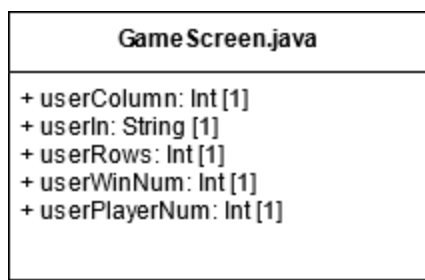 GameScreen.java
+ userColumn: Int [1]
+ userIn: String [1]
+ userRows: Int [1]
+ userWinNum: Int [1]
+ userPlayerNum: Int [1]